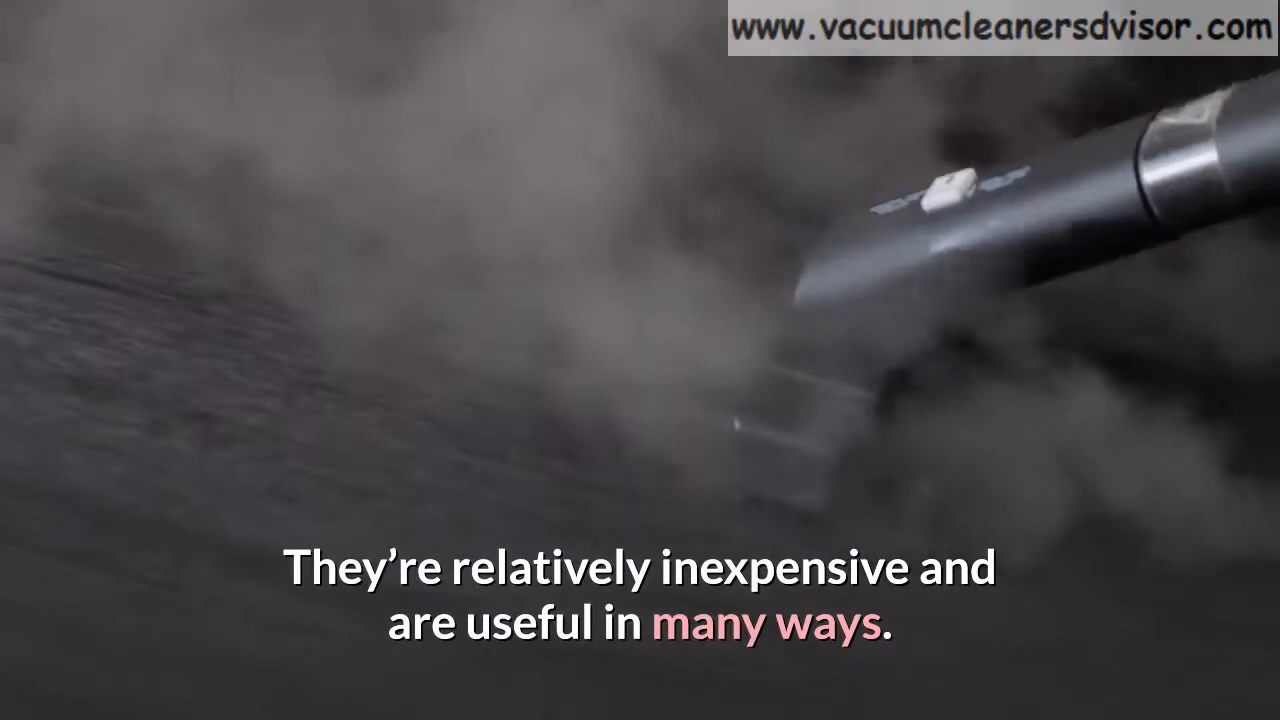 www.vacuumcleanersdvisor.com
They’re relatively inexpensive and
are useful in many ways.